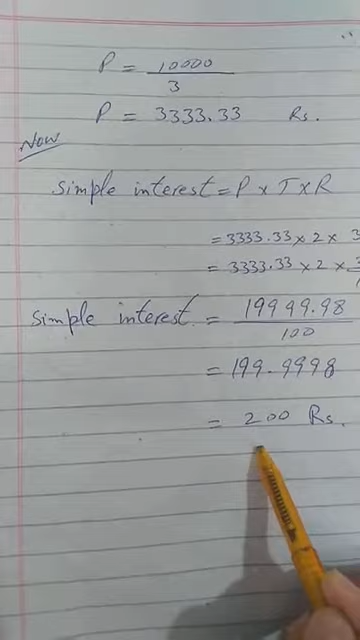 P = 10000
3
P = 3333.33 Rs.
Now
Simple interest = P × T × R
= 3333.33 × 2 × 3
= 3333.33 × 2 × 3
Simple interest = 19999.98
100
= 199.9998
= 200 Rs.